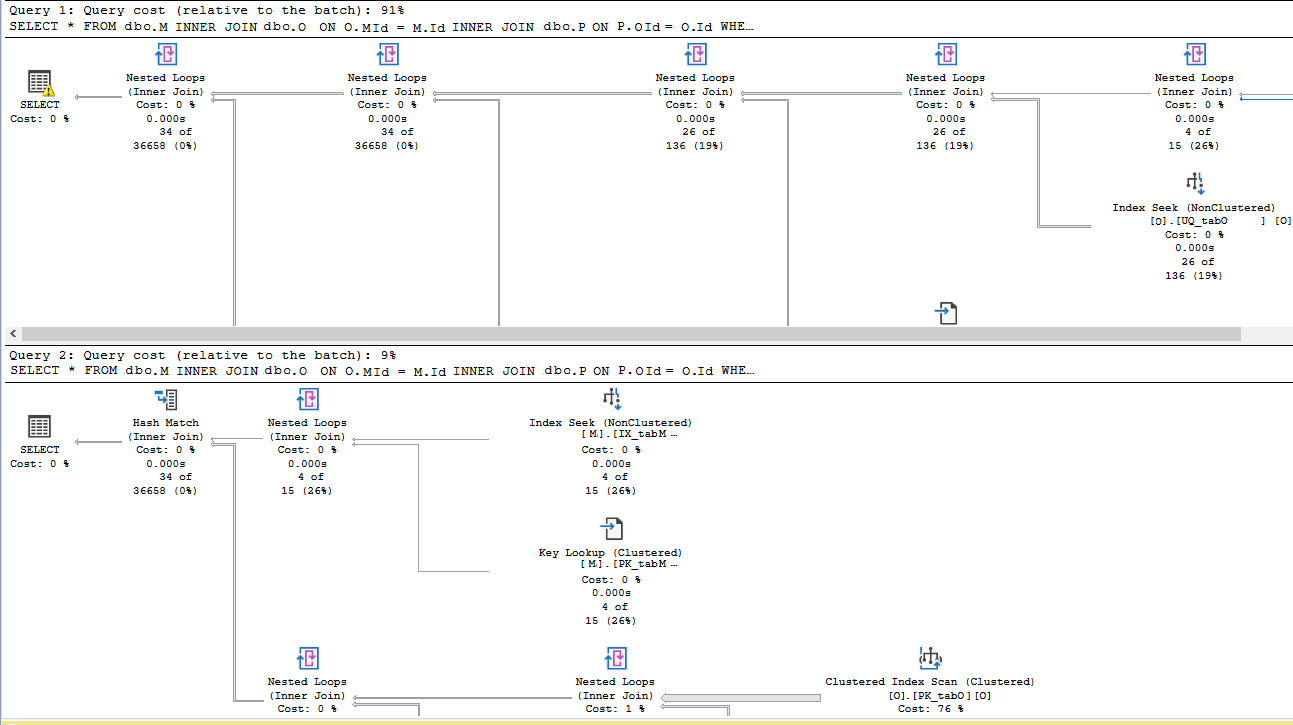 Query 1: Query cost (relative to the batch): 91%
SELECT * FROM dbo.M INNER JOIN dbo.O ON O.MId = M.Id INNER JOIN dbo.P ON P.OId = O.Id WHE…
SELECT
Cost: 0 %
Nested Loops
(Inner Join)
Cost: 0 %
0.000s
34 of
36658 (0%)
Nested Loops
(Inner Join)
Cost: 0 %
0.000s
34 of
36658 (0%)
Nested Loops
(Inner Join)
Cost: 0 %
0.000s
26 of
136 (19%)
Nested Loops
(Inner Join)
Cost: 0 %
0.000s
26 of
136 (19%)
Nested Loops
(Inner Join)
Cost: 0 %
0.000s
4 of
15 (26%)
Index Seek (NonClustered)
[O].[UQ_tabO ] [O]
Cost: 0 %
0.000s
26 of
136 (19%)
Query 2: Query cost (relative to the batch): 9%
SELECT * FROM dbo.M INNER JOIN dbo.O ON O.MId = M.Id INNER JOIN dbo.P ON P.OId = O.Id WHE…
SELECT
Cost: 0 %
Hash Match
(Inner Join)
Cost: 0 %
0.000s
34 of
36658 (0%)
Nested Loops
(Inner Join)
Cost: 0 %
0.000s
4 of
15 (26%)
Index Seek (NonClustered)
[M].[IX_tabM …
Cost: 0 %
0.000s
4 of
15 (26%)
Key Lookup (Clustered)
[M].[PK_tabM …
Cost: 0 %
0.000s
4 of
15 (26%)
Nested Loops
(Inner Join)
Cost: 0 %
Nested Loops
(Inner Join)
Cost: 1 %
Clustered Index Scan (Clustered)
[O].[PK_tabO] [O]
Cost: 76 %